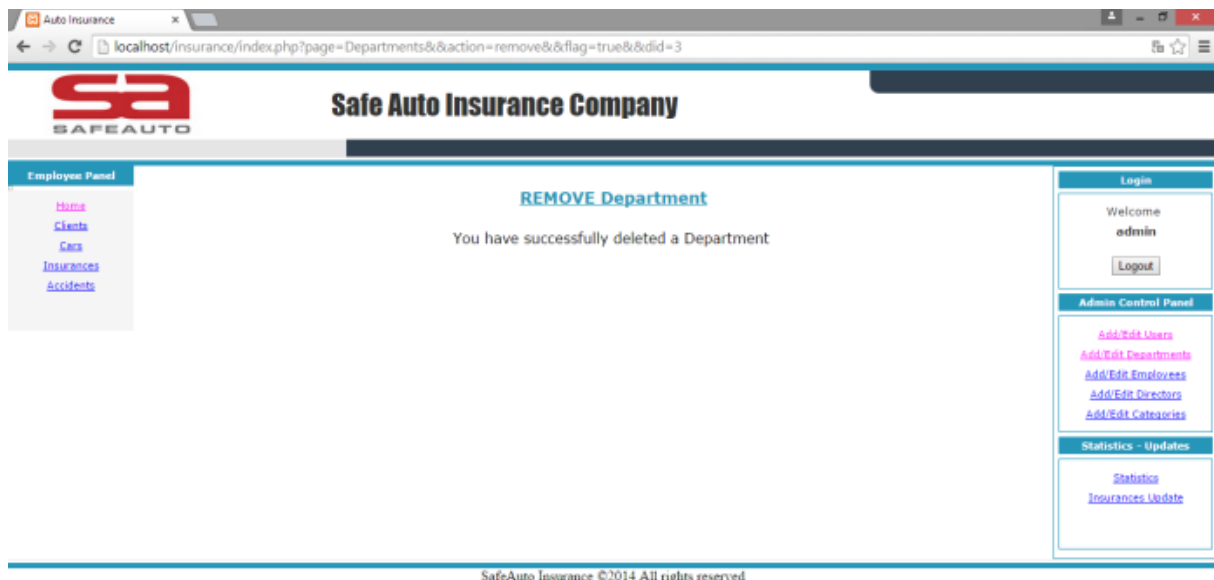 Auto Insurance
localhost/insurance/index.php?page=Departments&&action=remove&&flag=true&&did=3
sa
SAFEAUTO
Safe Auto Insurance Company
Employee Panel
Home
Clients
Cars
Insurances
Accidents
REMOVE Department
You have successfully deleted a Department
Login
Welcome
admin
Logout
Admin Control Panel
Add/Edit Users
Add/Edit Departments
Add/Edit Employees
Add/Edit Directors
Add/Edit Categories
Statistics - Updates
Statistics
Insurances Update
SafeAuto Insurance ©2014 All rights reserved